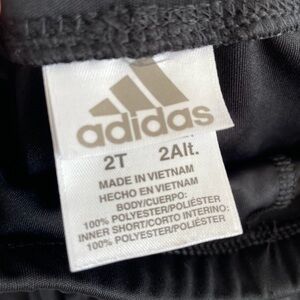 adidas
2T 2Alt.
MADE IN VIETNAM
HECHO EN VIETNAM
BODY/CUERPO:
100% POLYESTER/POLIÉSTER
INNER SHORT/CORTO INTERINO:
100% POLYESTER/POLIÉSTER